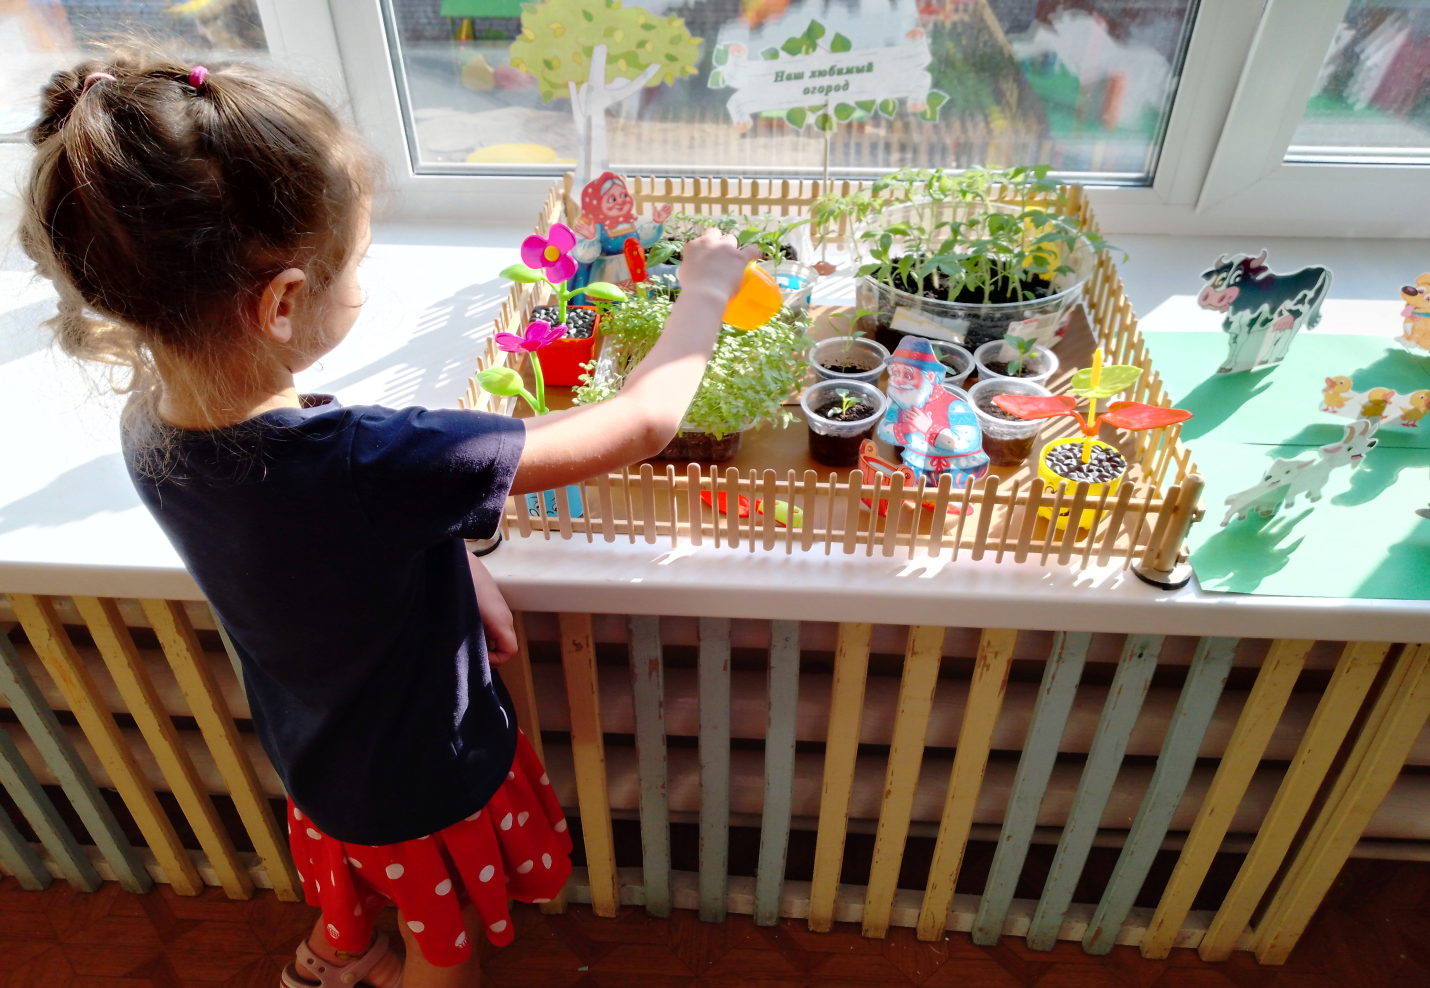 Наш любимый
огород